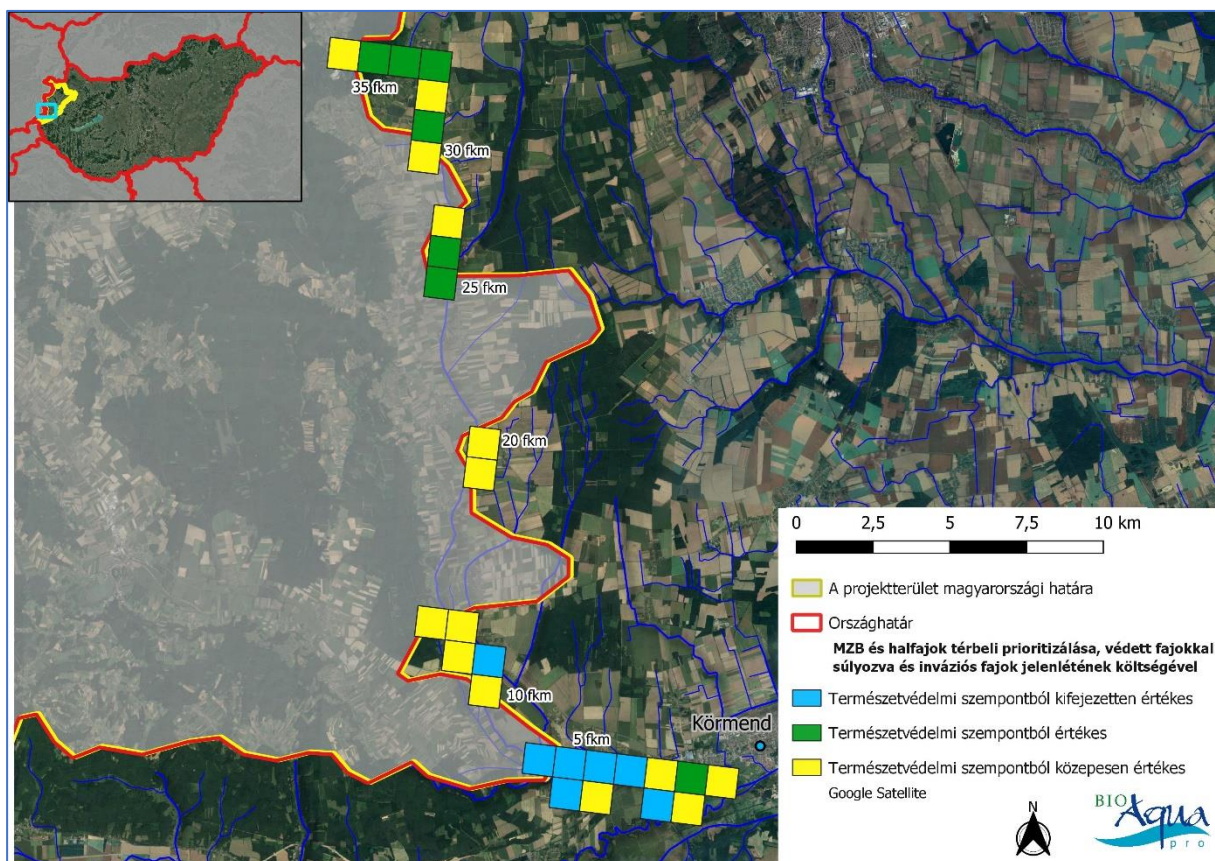 35 fkm
30 fkm
25 fkm
20 fkm
10 fkm
5 fkm
Körmend
0 2,5 5 7,5 10 km
A projektterület magyarországi határa
Országhatár
MZB és halfajok térbeli prioritizálása, védett fajokkal
súlyozva és inváziós fajok jelenlétének költségével
Természetvédelmi szempontból kifejezetten értékes
Természetvédelmi szempontból értékes
Természetvédelmi szempontból közepesen értékes
Google Satellite
N
BIO
Aqua
pro